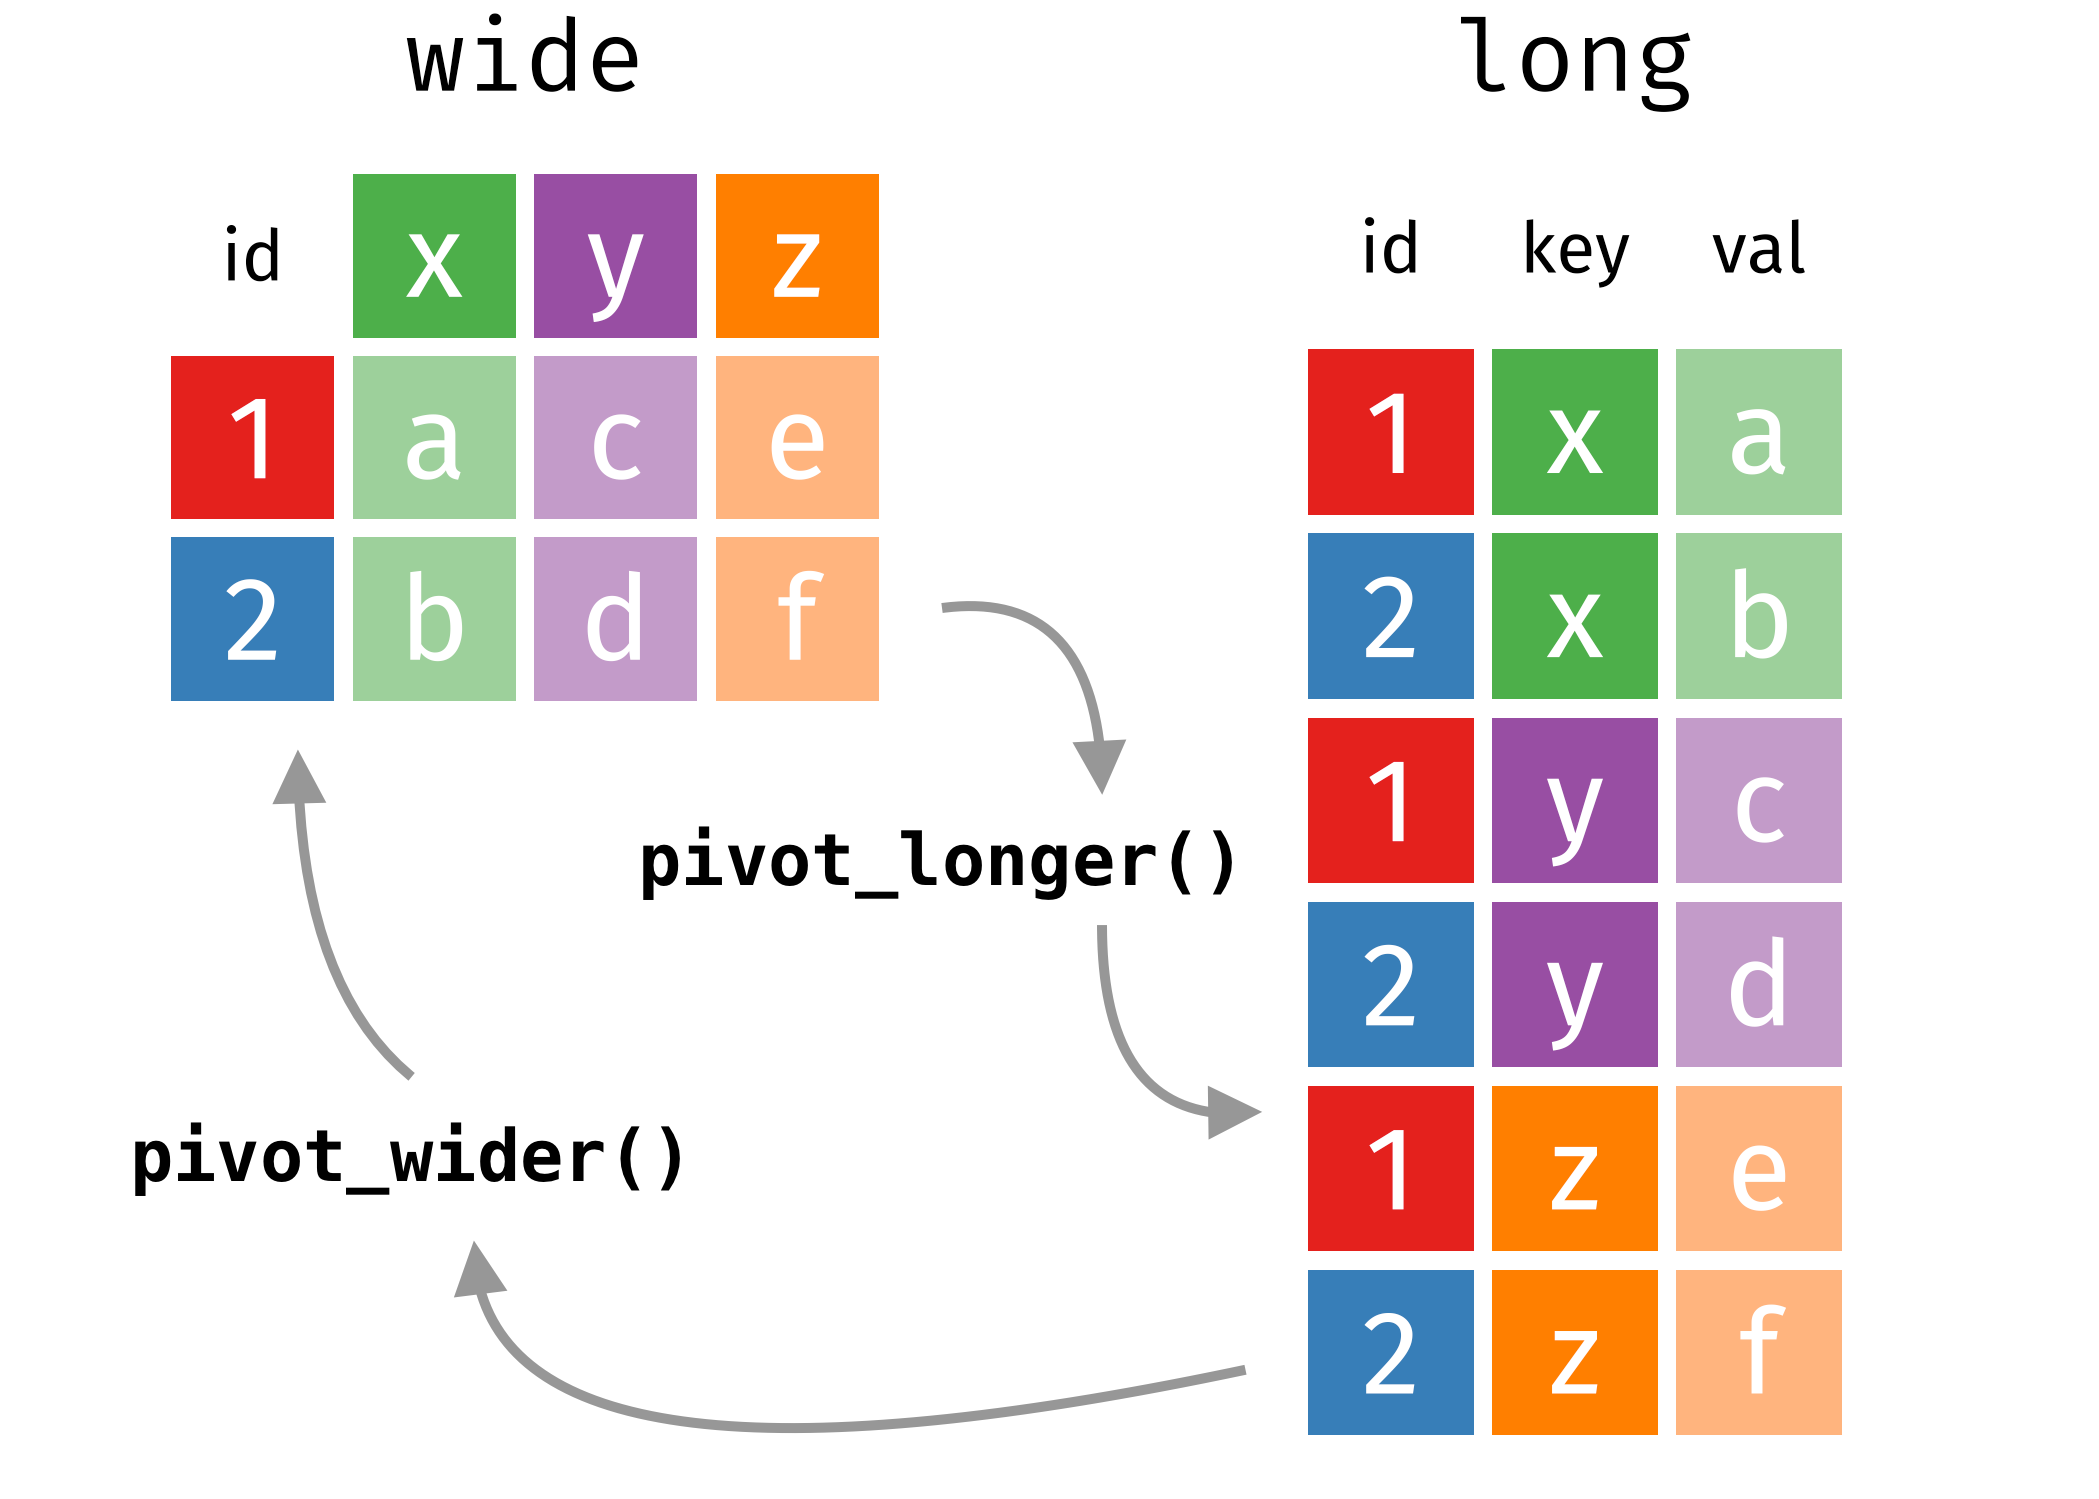 wide
id x y z
1 a c e
2 b d f
long
id key val
1 x a
2 x b
1 y c
2 y d
1 z e
2 z f
pivot_longer()
pivot_wider()